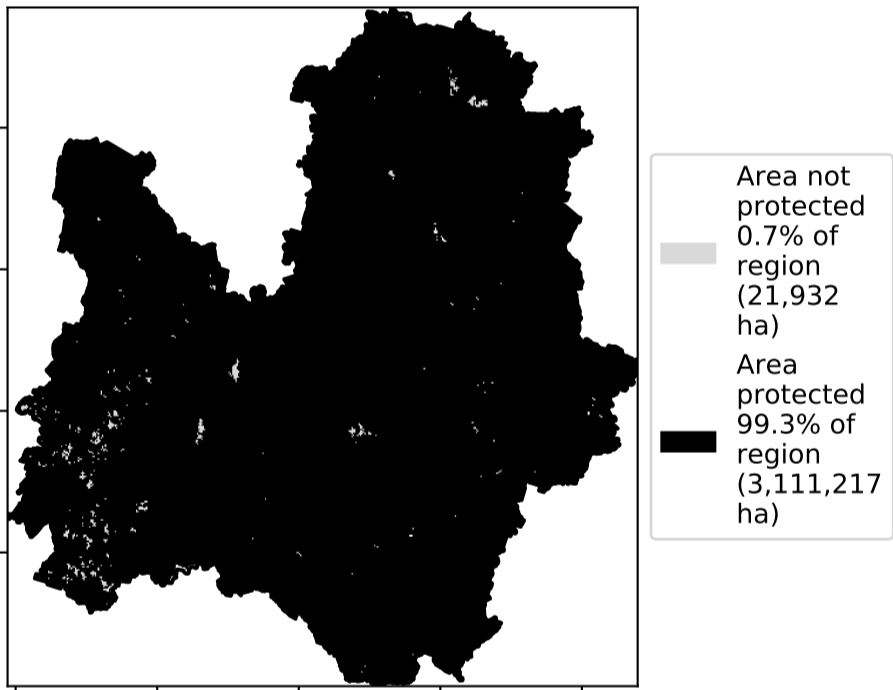 Area not
protected
0.7% of
region
(21,932
ha)
Area
protected
99.3% of
region
(3,111,217
ha)